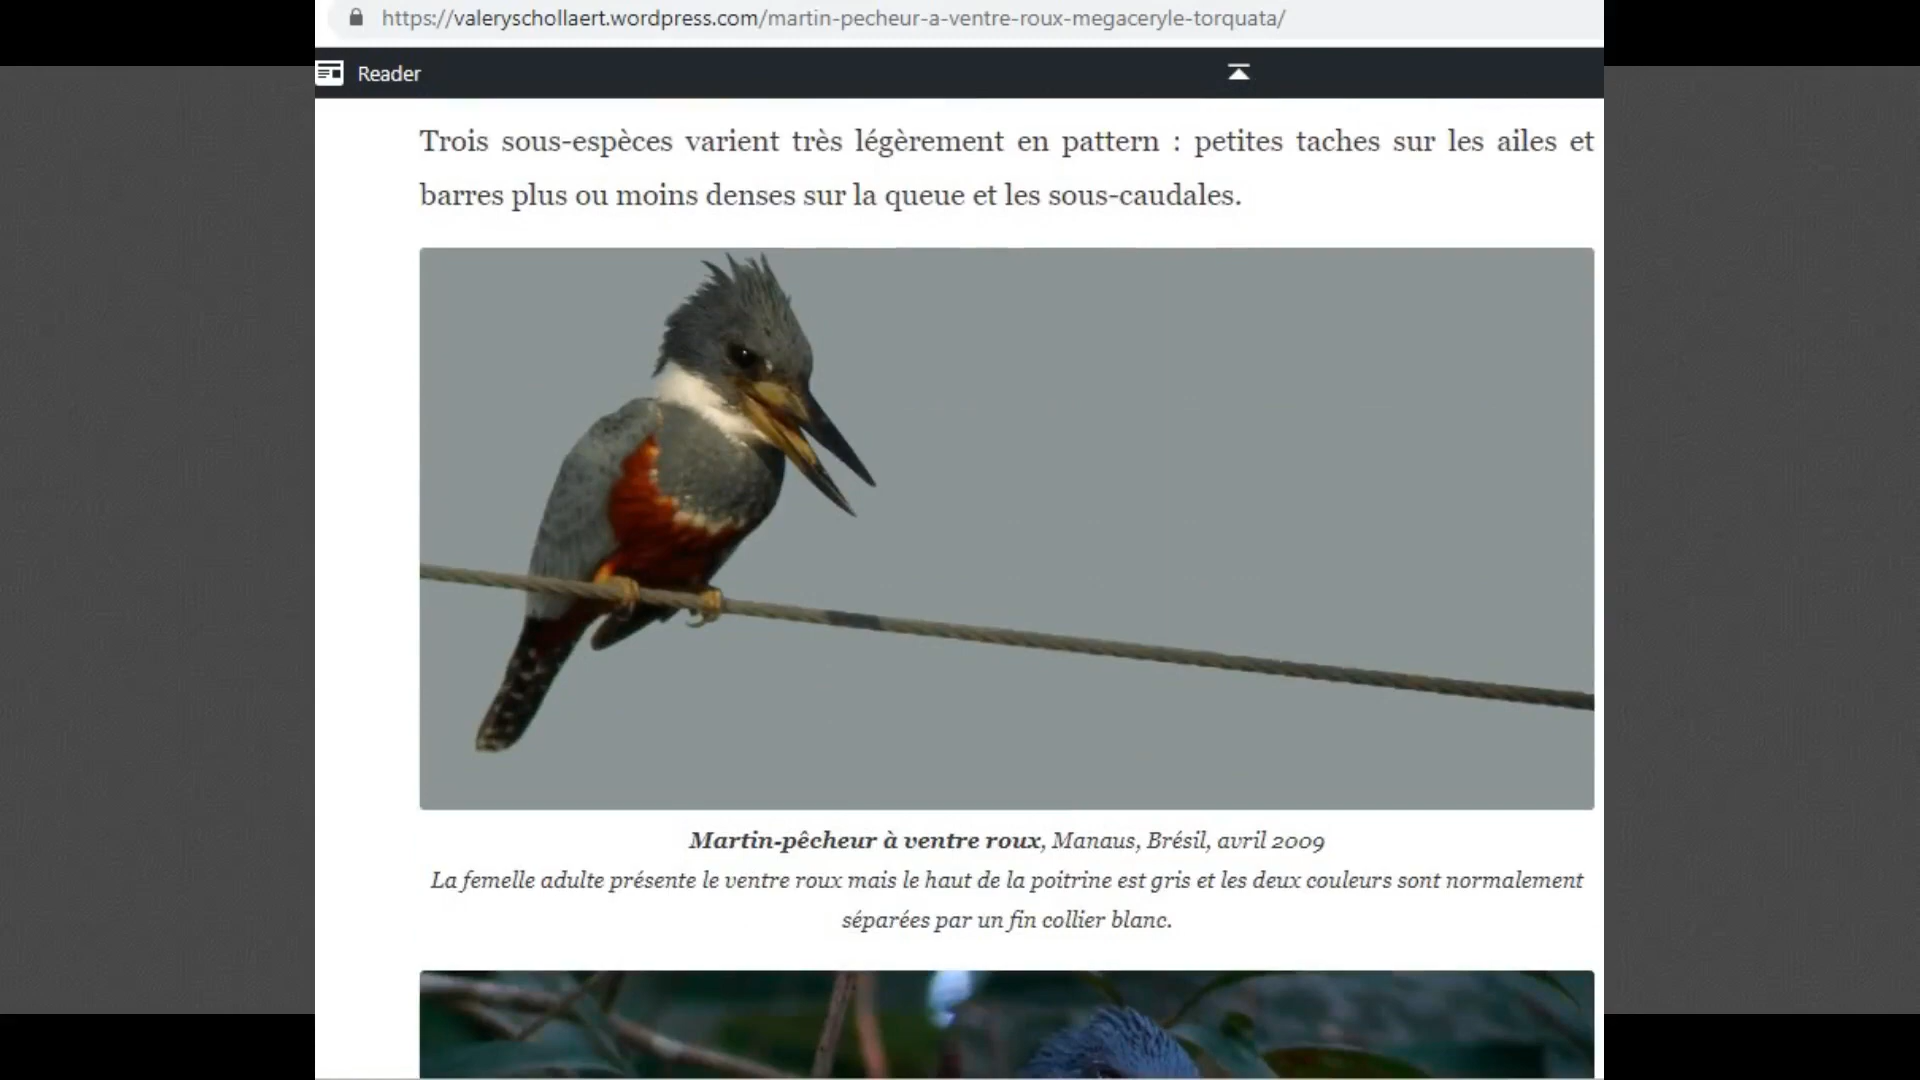 https://valeryschollaert.wordpress.com/martin-pecheur-a-ventre-roux-megaceryle-torquata/
Reader
Trois sous-espèces varient très légèrement en pattern : petites taches sur les ailes et
barres plus ou moins denses sur la queue et les sous-caudales.
Martin-pêcheur à ventre roux, Manaus, Brésil, avril 2009
La femelle adulte présente le ventre roux mais le haut de la poitrine est gris et les deux couleurs sont normalement
séparées par un fin collier blanc.